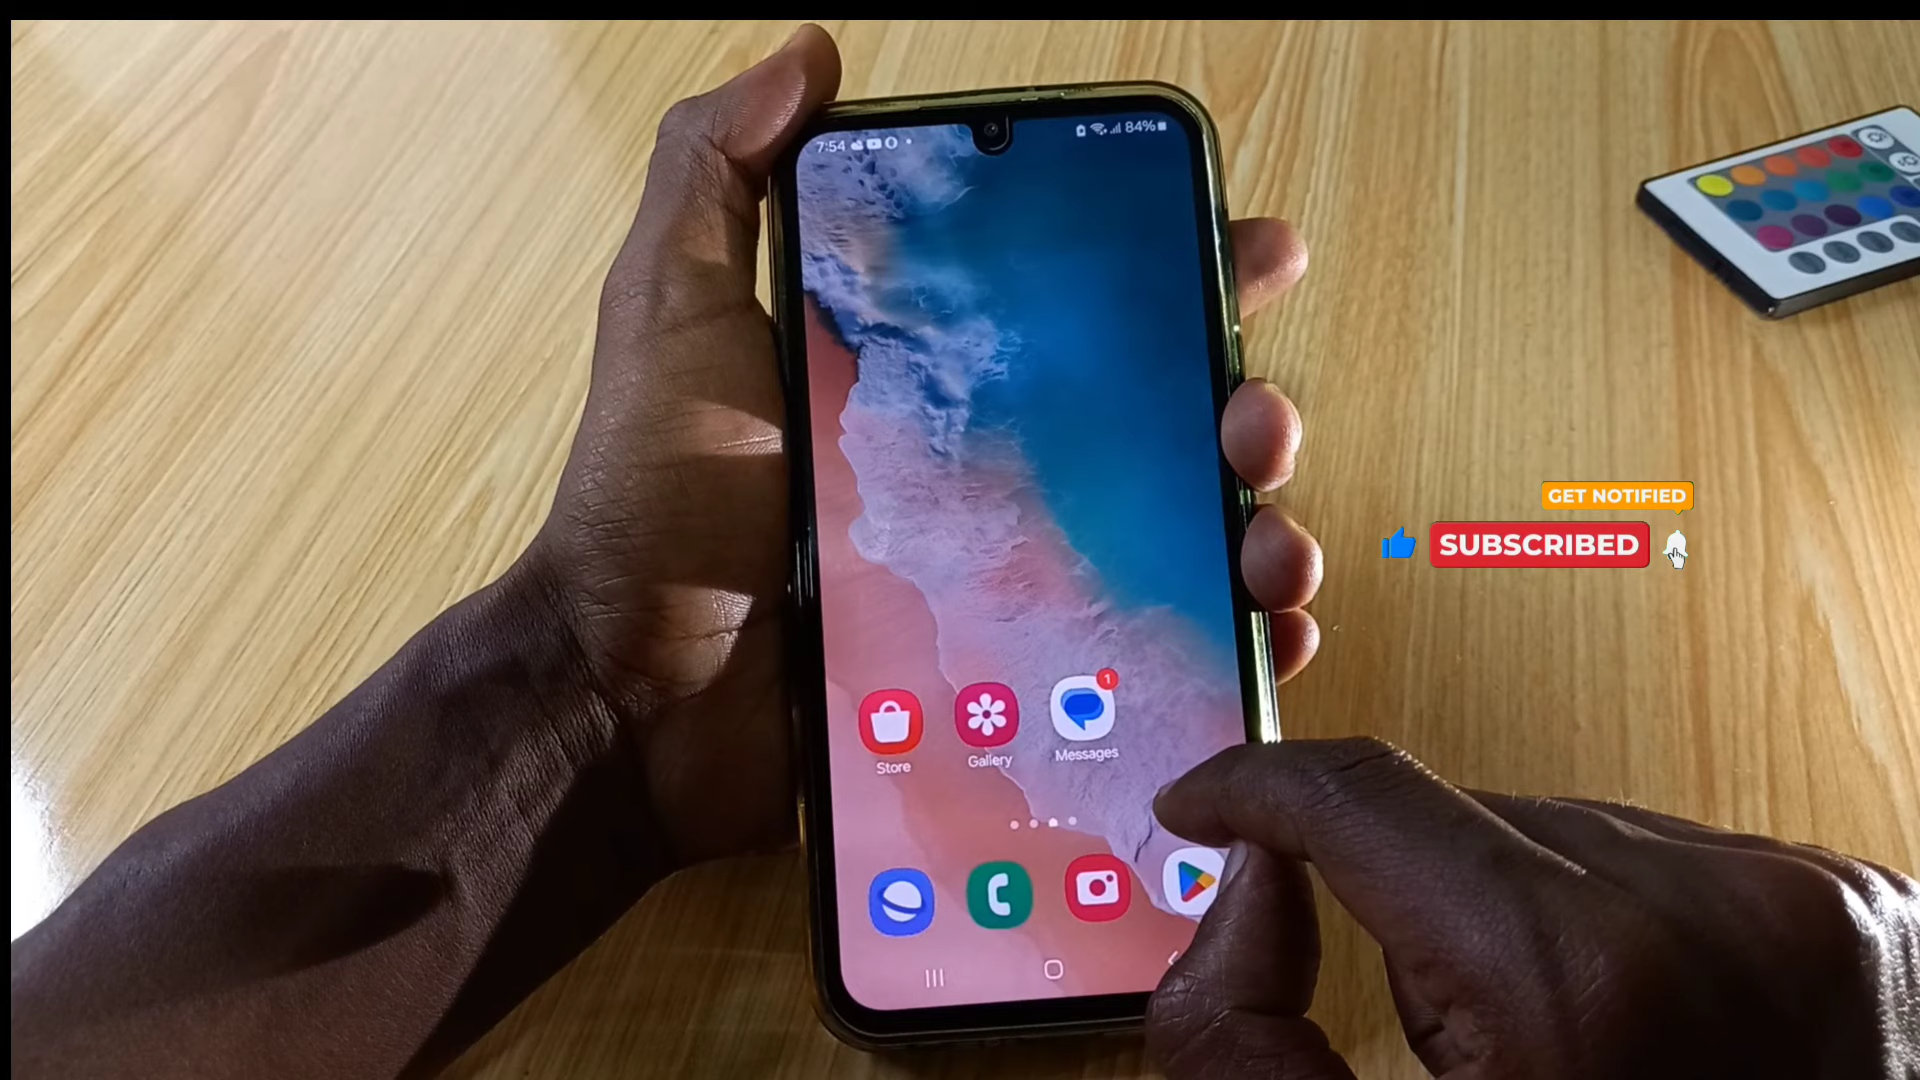 7:54
84%
GET NOTIFIED
SUBSCRIBED
1
Store
Gallery
Messages